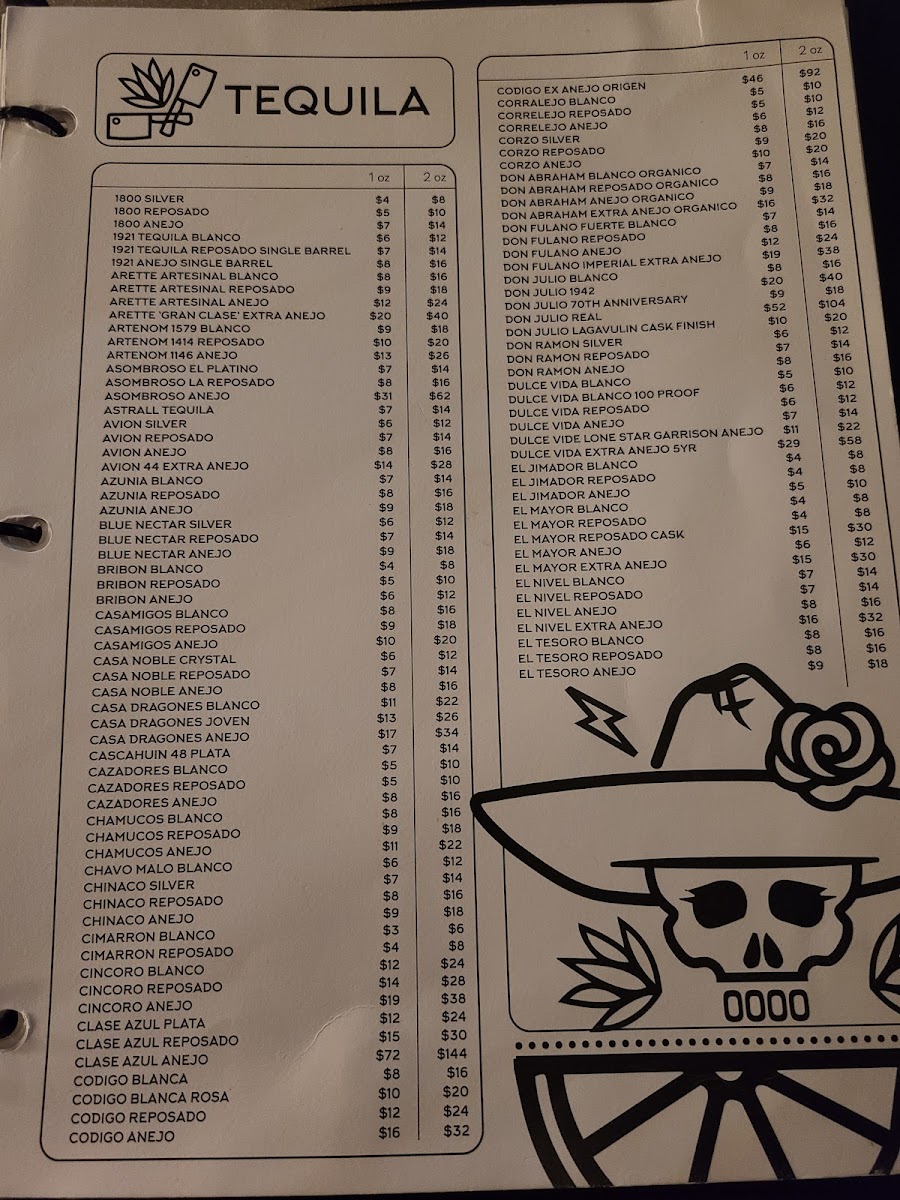 TEQUILA
1 oz 2 oz
1800 SILVER $4 $8
1800 REPOSADO $5 $10
1800 ANEJO $7 $14
1921 TEQUILA BLANCO $6 $12
1921 TEQUILA REPOSADO SINGLE BARREL $7 $14
1921 ANEJO SINGLE BARREL $8 $16
ARETTE ARTESINAL BLANCO $8 $16
ARETTE ARTESINAL REPOSADO $9 $18
ARETTE ARTESINAL ANEJO $12 $24
ARETTE 'GRAN CLASE' EXTRA ANEJO $20 $40
ARTENOM 1579 BLANCO $9 $18
ARTENOM 1414 REPOSADO $10 $20
ARTENOM 1146 ANEJO $13 $26
ASOMBROSO EL PLATINO $7 $14
ASOMBROSO LA REPOSADO $8 $16
ASOMBROSO ANEJO $31 $62
ASTRALL TEQUILA $7 $14
AVION SILVER $6 $12
AVION REPOSADO $7 $14
AVION ANEJO $8 $16
AVION 44 EXTRA ANEJO $14 $28
AZUNIA BLANCO $7 $14
AZUNIA REPOSADO $8 $16
AZUNIA ANEJO $9 $18
BLUE NECTAR SILVER $6 $12
BLUE NECTAR REPOSADO $7 $14
BLUE NECTAR ANEJO $9 $18
BRIBON BLANCO $4 $8
BRIBON REPOSADO $5 $10
BRIBON ANEJO $6 $12
CASAMIGOS BLANCO $8 $16
CASAMIGOS REPOSADO $9 $18
CASAMIGOS ANEJO $10 $20
CASA NOBLE CRYSTAL $6 $12
CASA NOBLE REPOSADO $7 $14
CASA NOBLE ANEJO $8 $16
CASA DRAGONES BLANCO $11 $22
CASA DRAGONES JOVEN $13 $26
CASA DRAGONES ANEJO $17 $34
CASCAHUIN 48 PLATA $7 $14
CAZADORES BLANCO $5 $10
CAZADORES REPOSADO $5 $10
CAZADORES ANEJO $8 $16
CHAMUCOS BLANCO $8 $16
CHAMUCOS REPOSADO $9 $18
CHAMUCOS ANEJO $11 $22
CHAVO MALO BLANCO $6 $12
CHINACO SILVER $7 $14
CHINACO REPOSADO $8 $16
CHINACO ANEJO $9 $18
CIMARRON BLANCO $3 $6
CIMARRON REPOSADO $4 $8
CINCORO BLANCO $12 $24
CINCORO REPOSADO $14 $28
CINCORO ANEJO $19 $38
CLASE AZUL PLATA $12 $24
CLASE AZUL REPOSADO $15 $30
CLASE AZUL ANEJO $72 $144
CODIGO BLANCA $8 $16
CODIGO BLANCA ROSA $10 $20
CODIGO REPOSADO $12 $24
CODIGO ANEJO $16 $32
1 oz 2 oz
CODIGO EX ANEJO ORIGEN $46 $92
CORRALEJO BLANCO $5 $10
CORRELEJO REPOSADO $5 $10
CORRELEJO ANEJO $6 $12
CORZO SILVER $8 $16
CORZO REPOSADO $9 $20
CORZO ANEJO $10 $20
DON ABRAHAM BLANCO ORGANICO $7 $14
DON ABRAHAM REPOSADO ORGANICO $8 $16
DON ABRAHAM ANEJO ORGANICO $9 $18
DON ABRAHAM EXTRA ANEJO ORGANICO $16 $32
DON FULANO FUERTE BLANCO $7 $14
DON FULANO REPOSADO $8 $16
DON FULANO ANEJO $12 $24
DON FULANO IMPERIAL EXTRA ANEJO $19 $38
DON JULIO BLANCO $8 $16
DON JULIO 1942 $20 $40
DON JULIO 70TH ANNIVERSARY $9 $18
DON JULIO REAL $52 $104
DON JULIO LAGAVULIN CASK FINISH $10 $20
DON RAMON SILVER $6 $12
DON RAMON REPOSADO $7 $14
DON RAMON ANEJO $8 $16
DULCE VIDA BLANCO $5 $10
DULCE VIDA BLANCO 100 PROOF $6 $12
DULCE VIDA REPOSADO $6 $12
DULCE VIDA ANEJO $7 $14
DULCE VIDE LONE STAR GARRISON ANEJO $11 $22
DULCE VIDA EXTRA ANEJO 5YR $29 $58
EL JIMADOR BLANCO $4 $8
EL JIMADOR REPOSADO $4 $8
EL JIMADOR ANEJO $5 $10
EL MAYOR BLANCO $4 $8
EL MAYOR REPOSADO $4 $8
EL MAYOR REPOSADO CASK $15 $30
EL MAYOR ANEJO $6 $12
EL MAYOR EXTRA ANEJO $15 $30
EL NIVEL BLANCO $7 $14
EL NIVEL REPOSADO $7 $14
EL NIVEL ANEJO $8 $16
EL NIVEL EXTRA ANEJO $16 $32
EL TESORO BLANCO $8 $16
EL TESORO REPOSADO $8 $16
EL TESORO ANEJO $9 $18